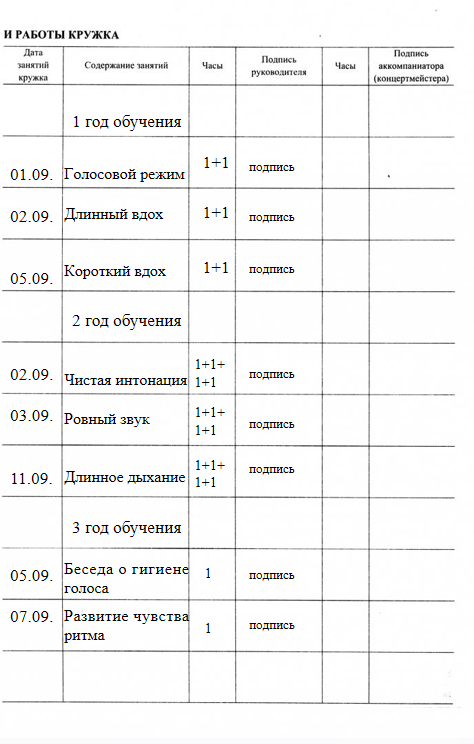 И РАБОТЫ КРУЖКА
Дата занятий кружка Содержание занятий Часы Подпись руководителя Часы Подпись аккомпаниатора (концертмейстера)
1 год обучения
01.09. Голосовой режим 1+1 подпись
02.09. Длинный вдох 1+1 подпись
05.09. Короткий вдох 1+1 подпись
2 год обучения
02.09. Чистая интонация 1+1+ 1+1 подпись
03.09. Ровный звук 1+1+ 1+1 подпись
11.09. Длинное дыхание 1+1+ 1+1 подпись
3 год обучения
05.09. Беседа о гигиене голоса 1 подпись
07.09. Развитие чувства ритма 1 подпись